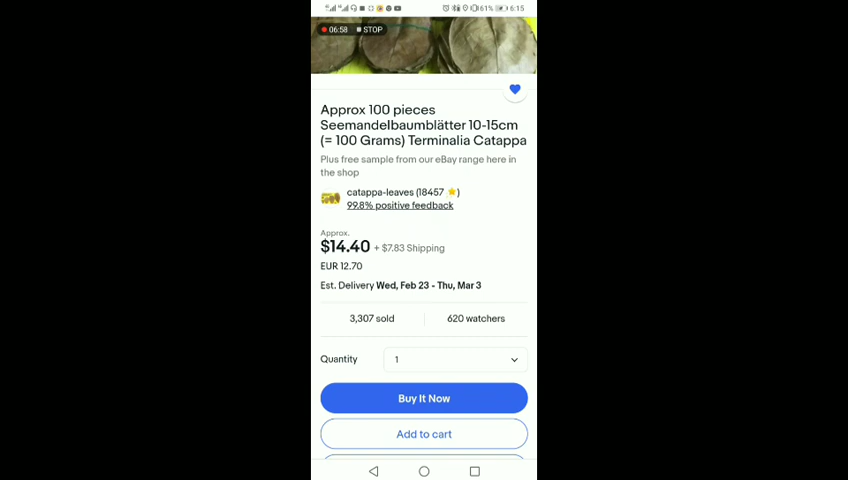 61% 6:15
06:58 STOP
Approx 100 pieces
Seemandelbaumblätter 10-15cm
(= 100 Grams) Terminalia Catappa
Plus free sample from our eBay range here in
the shop
catappa-leaves (18457 ⭐)
99.8% positive feedback
Approx.
$14.40 + $7.83 Shipping
EUR 12.70
Est. Delivery Wed, Feb 23 - Thu, Mar 3
3,307 sold 620 watchers
Quantity 1
Buy It Now
Add to cart